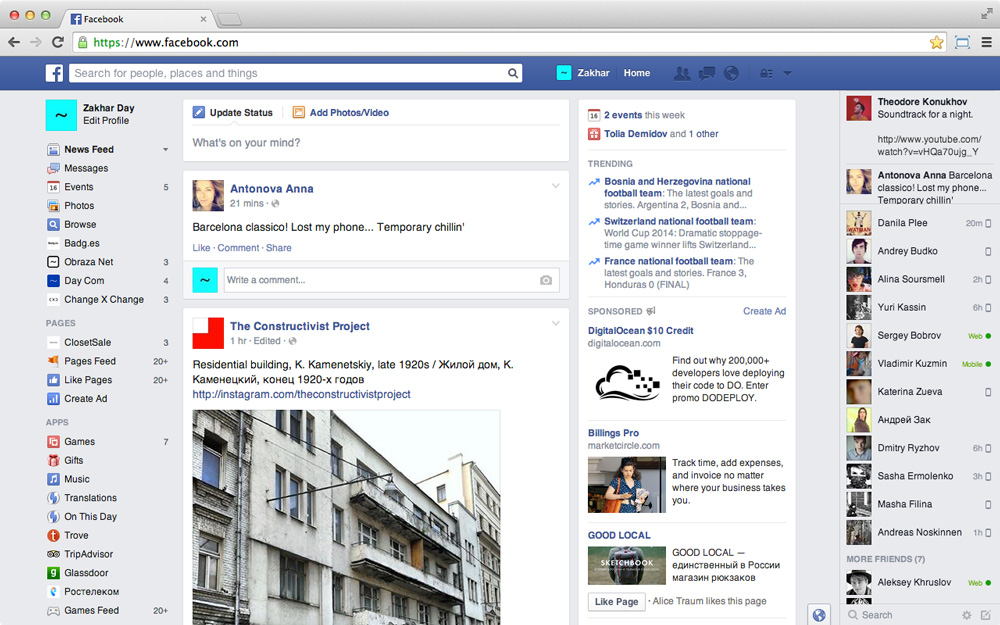 Facebook
https://www.facebook.com
Search for people, places and things
Zakhar
Home
Zakhar Day
Edit Profile
News Feed
Messages
Events 5
Photos
Browse
Badg.es
Obraza Net 3
Day Com 4
Change X Change 3
PAGES
ClosetSale 3
Pages Feed 20+
Like Pages 20+
Create Ad
APPS
Games 7
Gifts
Music
Translations
On This Day
Trove
TripAdvisor
Glassdoor
Ростелеком
Games Feed 20+
Update Status
Add Photos/Video
What's on your mind?
Antonova Anna
21 mins ·
Barcelona classico! Lost my phone... Temporary chillin'
Like · Comment · Share
Write a comment...
The Constructivist Project
1 hr · Edited ·
Residential building, K. Kamenetskiy, late 1920s / Жилой дом, К.
Каменецкий, конец 1920-х годов
http://instagram.com/theconstructivistproject
16
2 events this week
Tolia Demidov and 1 other
TRENDING
Bosnia and Herzegovina national
football team: The latest goals and
stories. Argentina 2, Bosnia and...
Switzerland national football team:
World Cup 2014: Dramatic stoppage-
time game winner lifts Switzerland...
France national football team: The
latest goals and stories. France 3,
Honduras 0 (FINAL)
SPONSORED
Create Ad
DigitalOcean $10 Credit
digitalocean.com
Find out why 200,000+
developers love deploying
their code to DO. Enter
promo DODEPLOY.
Billings Pro
marketcircle.com
Track time, add expenses,
and invoice no matter
where your business takes
you.
GOOD LOCAL
SKETCHBOOK
GOOD LOCAL —
единственный в России
магазин рюкзаков
Like Page · Alice Traum likes this page
Theodore Konukhov
Soundtrack for a night.
http://www.youtube.com/
watch?v=vHQa70ujg_Y
Antonova Anna Barcelona
classico! Lost my phone...
Temporary chillin'
Danila Plee 20m
Andrey Budko
Alina Soursmell 2h
Yuri Kassin 6h
Sergey Bobrov Web
Vladimir Kuzmin Mobile
Katerina Zueva
Андрей Зак
Dmitry Ryzhov 6h
Sasha Ermolenko 3h
Masha Filina
Andreas Noskinnen 1h
MORE FRIENDS (7)
Aleksey Khruslov Web
Search